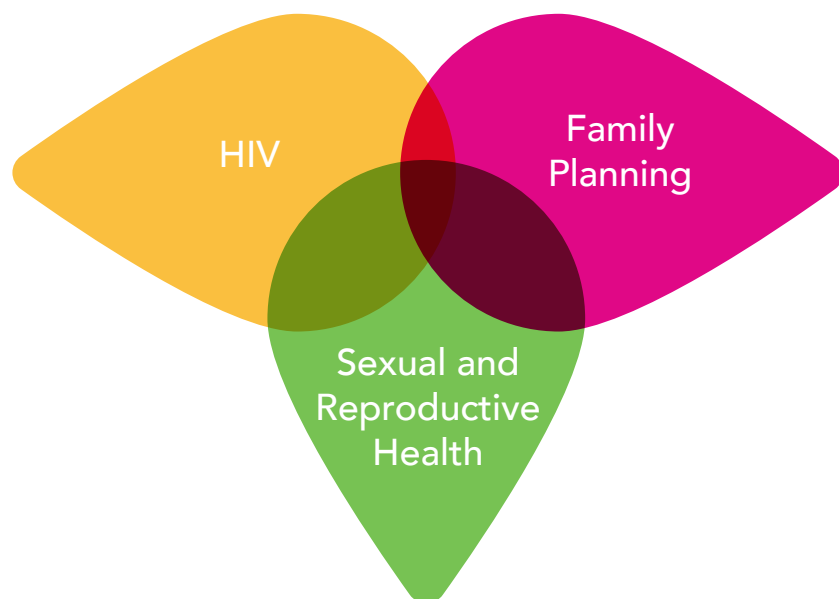 HIV
Family
Planning
Sexual and
Reproductive
Health